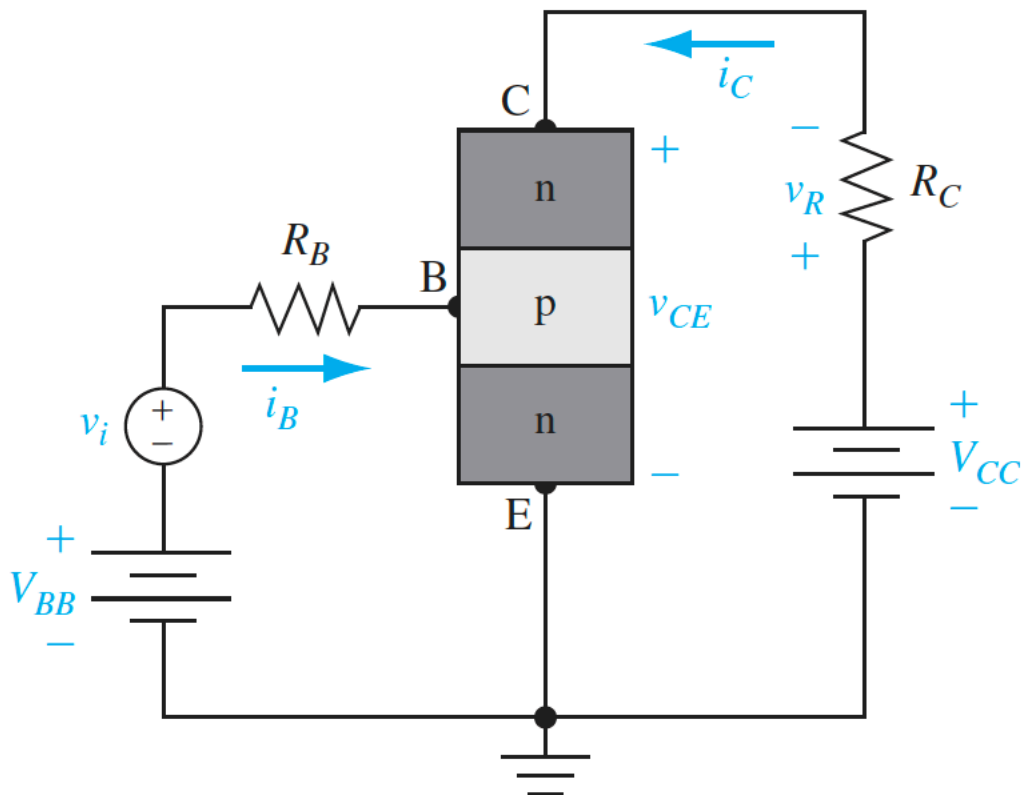 C
i_C
+
−
n
v_R
R_C
R_B
+
B
p
v_CE
i_B
+
−
v_i
n
+
V_CC
−
−
E
+
V_BB
−